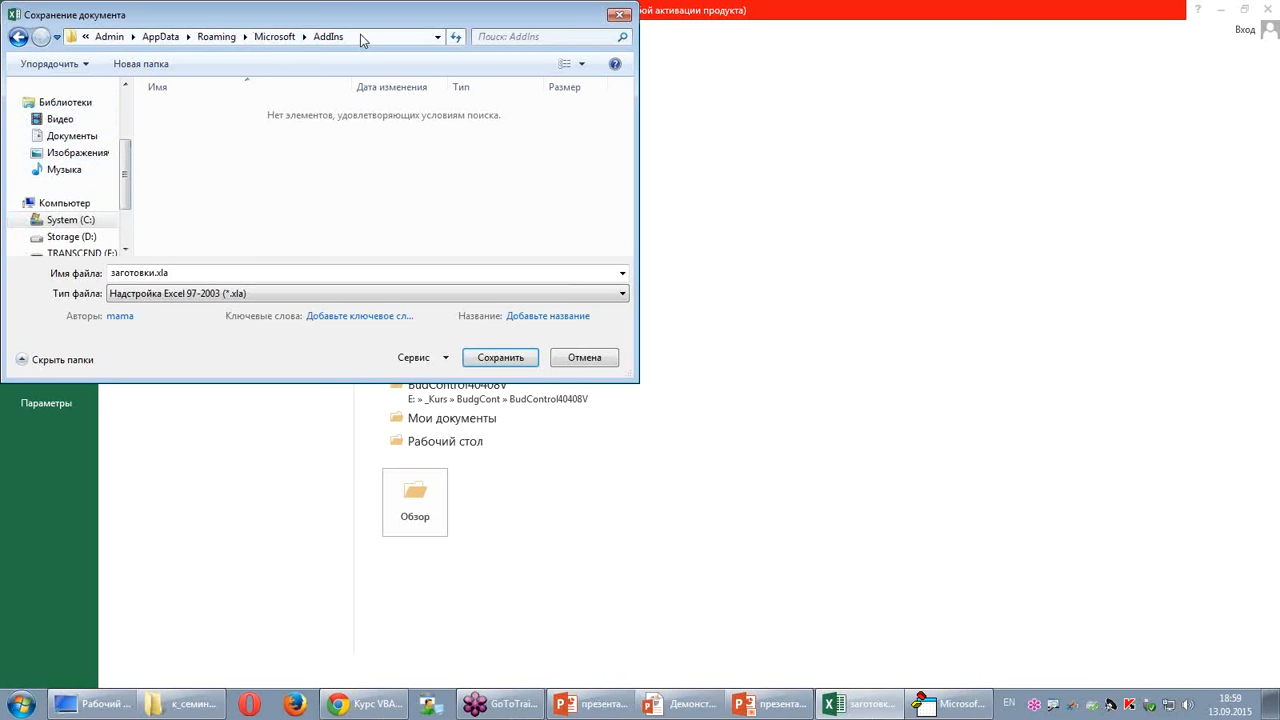 Сохранение документа
ой активации продукта)
Вход
Admin AppData Roaming Microsoft AddIns
Поиск: AddIns
Упорядочить Новая папка
Имя Дата изменения Тип Размер
Нет элементов, удовлетворяющих условиям поиска.
Библиотеки
Видео
Документы
Изображения
Музыка
Компьютер
System (C:)
Storage (D:)
TRANSCEND (E:)
Имя файла: заготовки.xla
Тип файла: Надстройка Excel 97-2003 (*.xla)
Авторы: mama Ключевые слова: Добавьте ключевое сл... Название: Добавьте название
Скрыть папки Сервис Сохранить Отмена
BudControl40408V
E: » _Kurs » BudgCont » BudControl40408V
Параметры
Мои документы
Рабочий стол
Обзор
Рабочий ... к_семин... Курс VBA... GoToTrai... презента... Демонст... презента... заготовк... Microsof... EN 18:59
13.09.2015